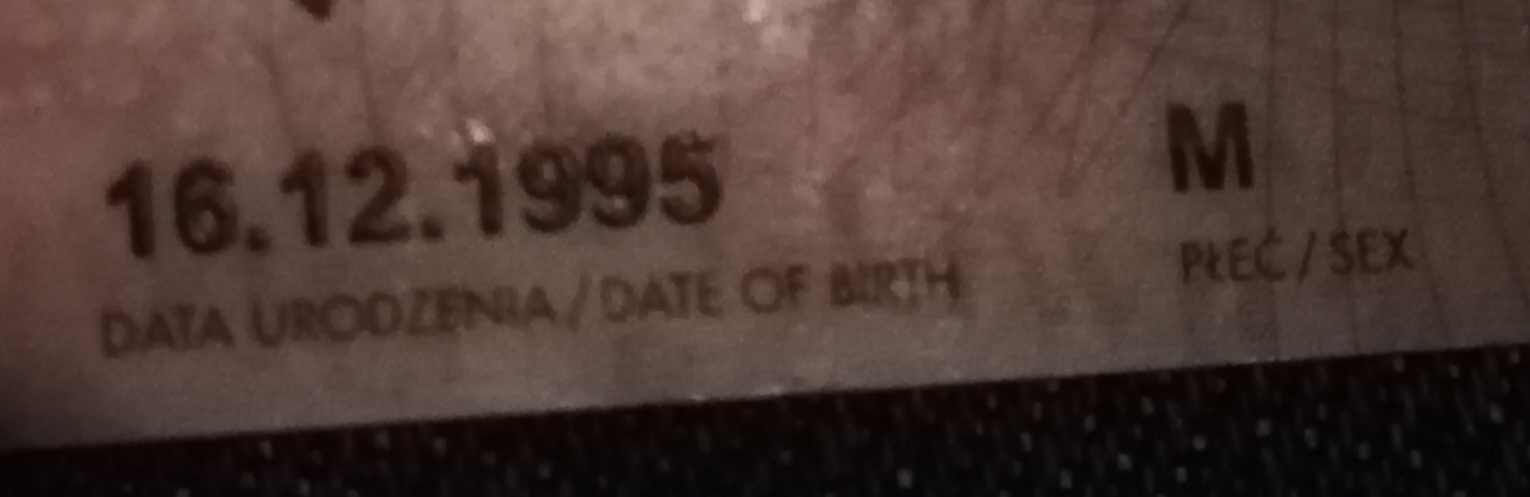 16.12.1995 M
DATA URODZENIA / DATE OF BIRTH PŁEĆ / SEX